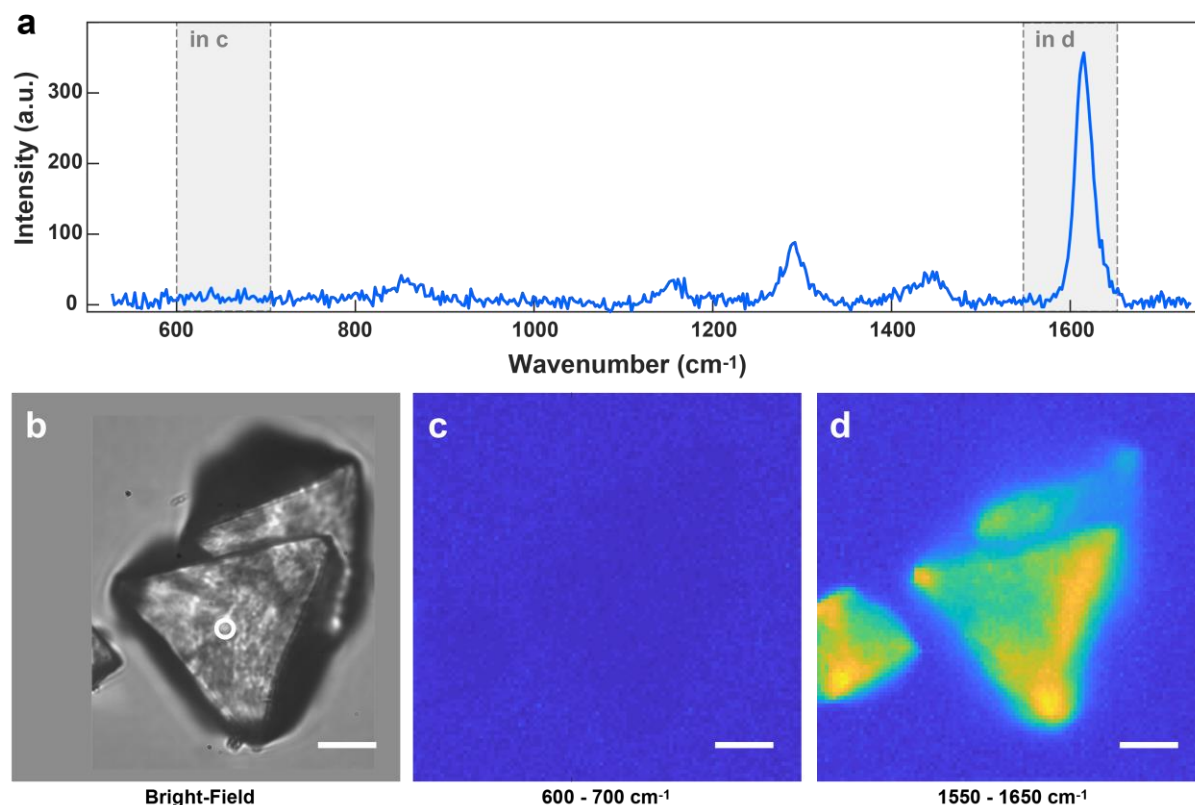 a
in c
in d
Intensity (a.u.)
300
200
100
0
600
800
1000
1200
1400
1600
Wavenumber (cm-1)
b
c
d
Bright-Field
600 - 700 cm-1
1550 - 1650 cm-1